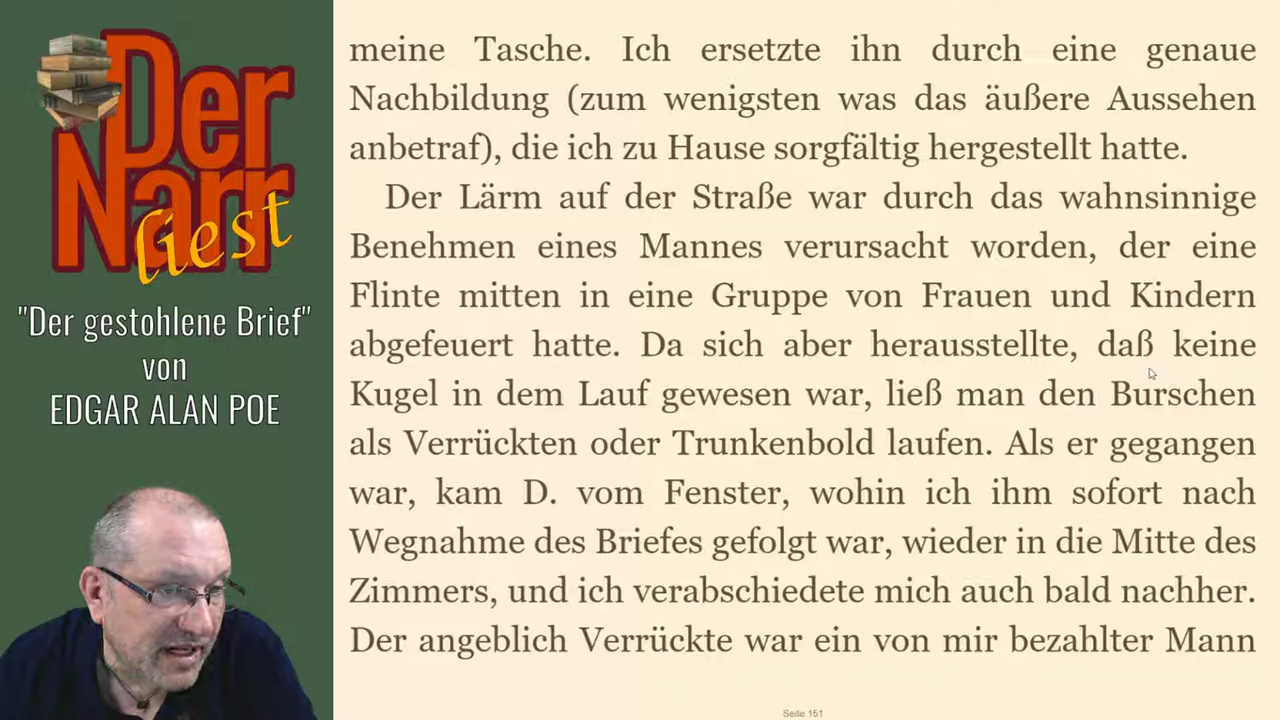 Der
Narr
liest
"Der gestohlene Brief"
von
EDGAR ALAN POE
meine Tasche. Ich ersetzte ihn durch eine genaue
Nachbildung (zum wenigsten was das äußere Aussehen
anbetraf), die ich zu Hause sorgfältig hergestellt hatte.
Der Lärm auf der Straße war durch das wahnsinnige
Benehmen eines Mannes verursacht worden, der eine
Flinte mitten in eine Gruppe von Frauen und Kindern
abgefeuert hatte. Da sich aber herausstellte, daß keine
Kugel in dem Lauf gewesen war, ließ man den Burschen
als Verrückten oder Trunkenbold laufen. Als er gegangen
war, kam D. vom Fenster, wohin ich ihm sofort nach
Wegnahme des Briefes gefolgt war, wieder in die Mitte des
Zimmers, und ich verabschiedete mich auch bald nachher.
Der angeblich Verrückte war ein von mir bezahlter Mann
Seite 151